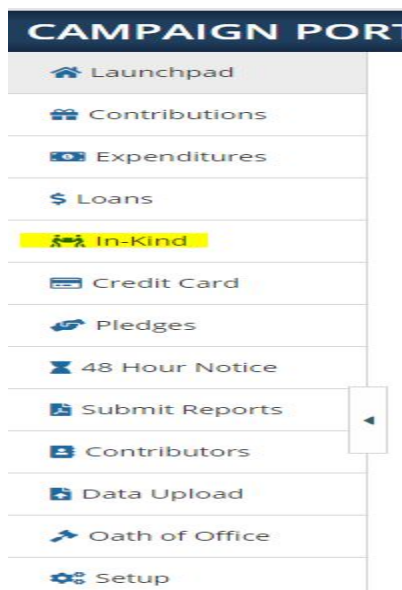 CAMPAIGN PORT
Launchpad
Contributions
Expenditures
$ Loans
In-Kind
Credit Card
Pledges
48 Hour Notice
Submit Reports
Contributors
Data Upload
Oath of Office
Setup